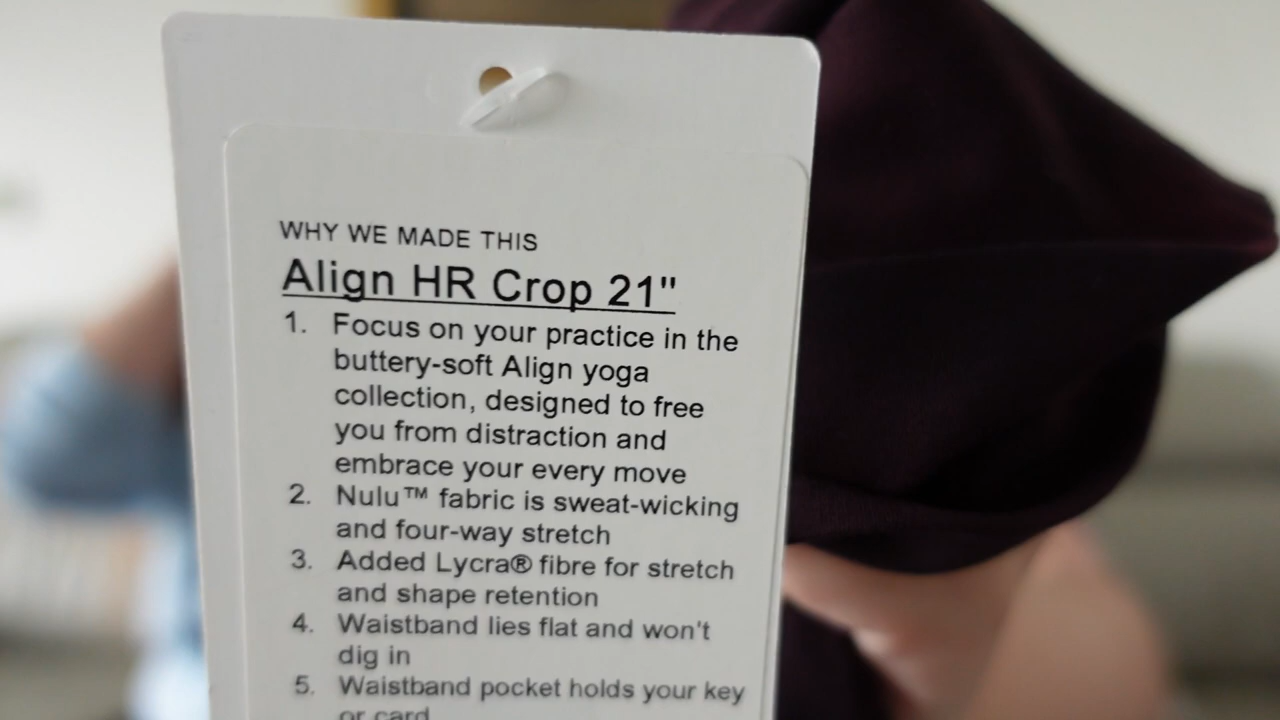 WHY WE MADE THIS
Align HR Crop 21"
1. Focus on your practice in the
buttery-soft Align yoga
collection, designed to free
you from distraction and
embrace your every move
2. Nulu™ fabric is sweat-wicking
and four-way stretch
3. Added Lycra® fibre for stretch
and shape retention
4. Waistband lies flat and won't
dig in
5. Waistband pocket holds your key
or card